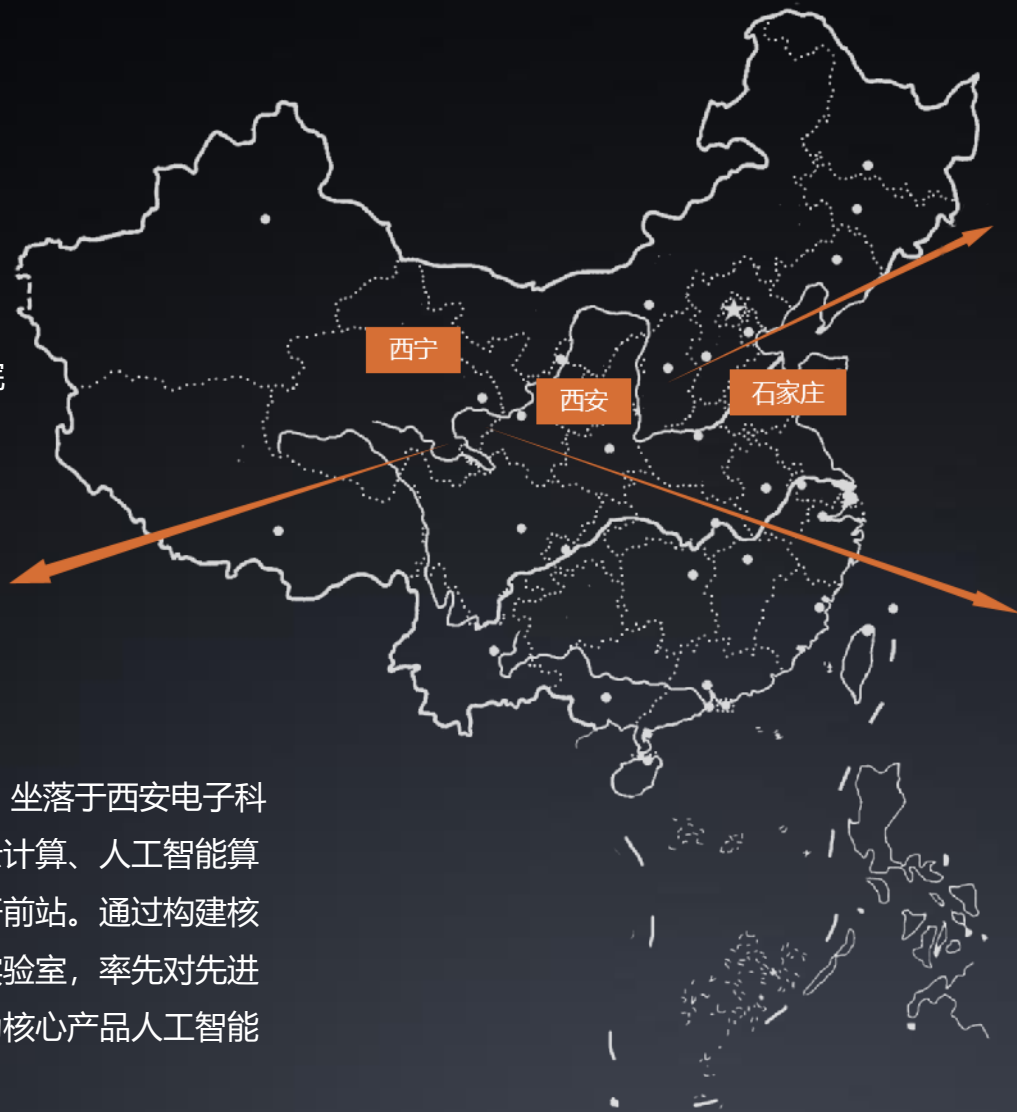 西宁
院
西安
石家庄
坐落于西安电子科
计算、人工智能算
前站。通过构建核
实验室，率先对先进
核心产品人工智能